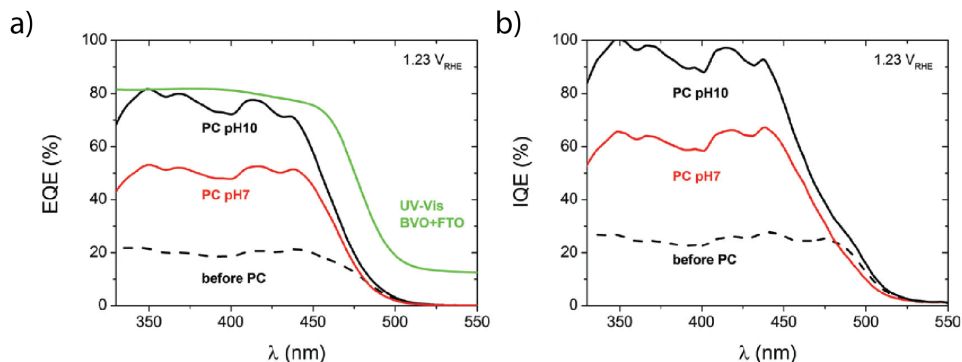 a)
EQE (%)
100
80
60
40
20
0
1.23 VRHE
PC pH10
PC pH7
UV-Vis
BVO+FTO
before PC
350 400 450 500 550
λ (nm)
b)
IQE (%)
100
80
60
40
20
0
1.23 VRHE
PC pH10
PC pH7
before PC
350 400 450 500 550
λ (nm)